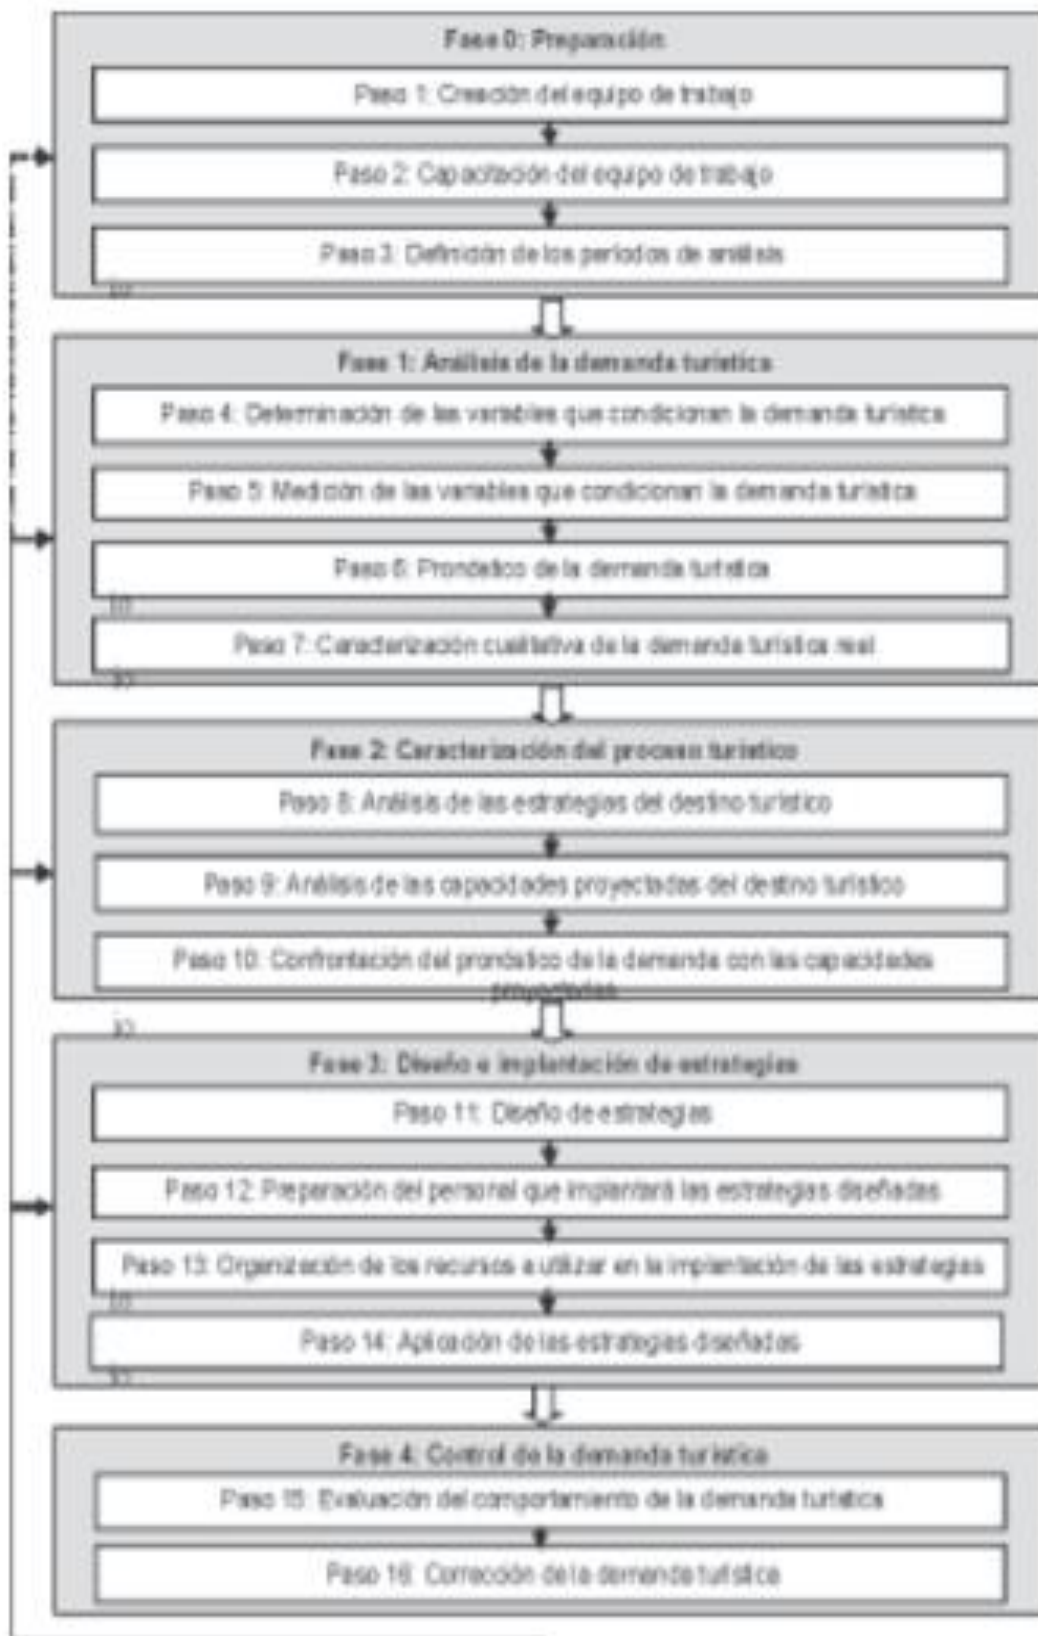 Fase 0: Preparación
Paso 1: Creación del equipo de trabajo
Paso 2: Capacitación del equipo de trabajo
Paso 3: Definición de los períodos de análisis
Fase 1: Análisis de la demanda turística
Paso 4: Determinación de las variables que condicionan la demanda turística
Paso 5: Medición de las variables que condicionan la demanda turística
Paso 6: Pronóstico de la demanda turística
Paso 7: Caracterización cualitativa de la demanda turística real
Fase 2: Caracterización del proceso turístico
Paso 8: Análisis de las estrategias del destino turístico
Paso 9: Análisis de las capacidades proyectadas del destino turístico
Paso 10: Confrontación del pronóstico de la demanda con las capacidades
proyectadas
Fase 3: Diseño e implantación de estrategias
Paso 11: Diseño de estrategias
Paso 12: Preparación del personal que implantará las estrategias diseñadas
Paso 13: Organización de los recursos a utilizar en la implantación de las estrategias
Paso 14: Aplicación de las estrategias diseñadas
Fase 4: Control de la demanda turística
Paso 15: Evaluación del comportamiento de la demanda turística
Paso 16: Corrección de la demanda turística